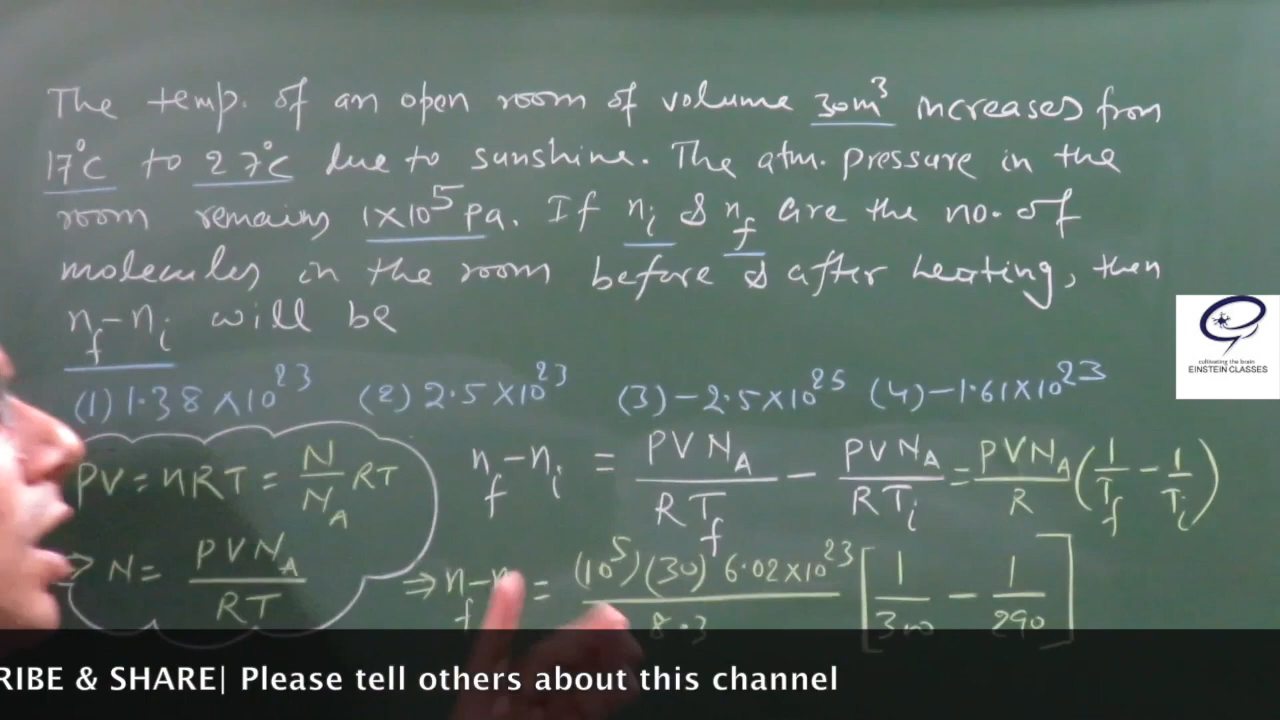 The temp. of an open room of volume 30m³ increases from
17°C to 27°C due to sunshine. The atm. pressure in the
room remains 1×10⁵ pa. If nᵢ & n_f are the no. of
molecules in the room before & after heating, then
n_f-nᵢ will be
(1) 1.38×10²³ (2) 2.5×10²³ (3) -2.5×10²⁵ (4) -1.61×10²³
cultivating the brain
EINSTEIN CLASSES
PV = nRT = N/N_A RT
⇒ N = PVN_A/RT
n_f-nᵢ = PVN_A/RT_f - PVN_A/RTᵢ = PVN_A/R (1/T_f - 1/Tᵢ)
⇒ n_f-n = (10⁵)(30) 6.02×10²³/8.3 [1/300 - 1/290]
RIBE & SHARE| Please tell others about this channel